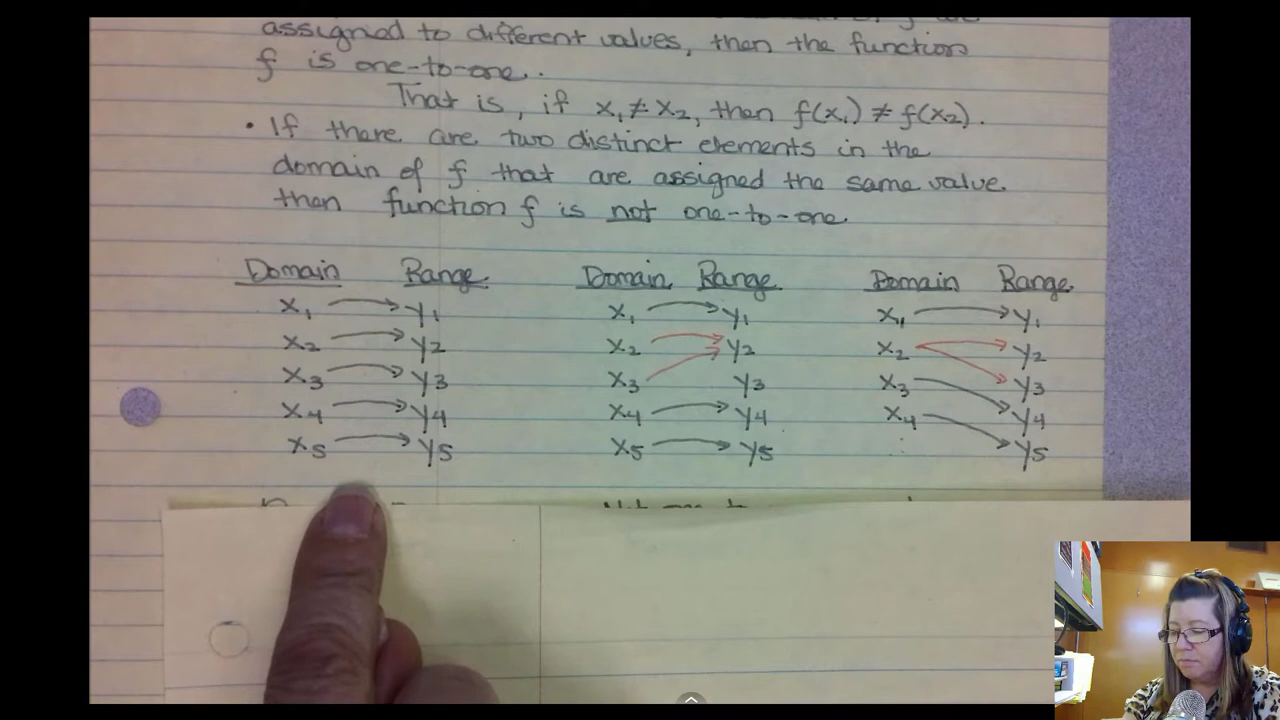 assigned to different values, then the function
f is one-to-one.
That is, if x₁ ≠ x₂, then f(x₁) ≠ f(x₂).
• If there are two distinct elements in the
domain of f that are assigned the same value.
then function f is not one-to-one.
Domain Range Domain Range Domain Range
x₁ → y₁ x₁ → y₁ x₁ → y₁
x₂ → y₂ x₂ → y₂ x₂ → y₂
x₃ → y₃ x₃ y₃ x₃ y₃
x₄ → y₄ x₄ → y₄ x₄ y₄
x₅ → y₅ x₅ → y₅ y₅